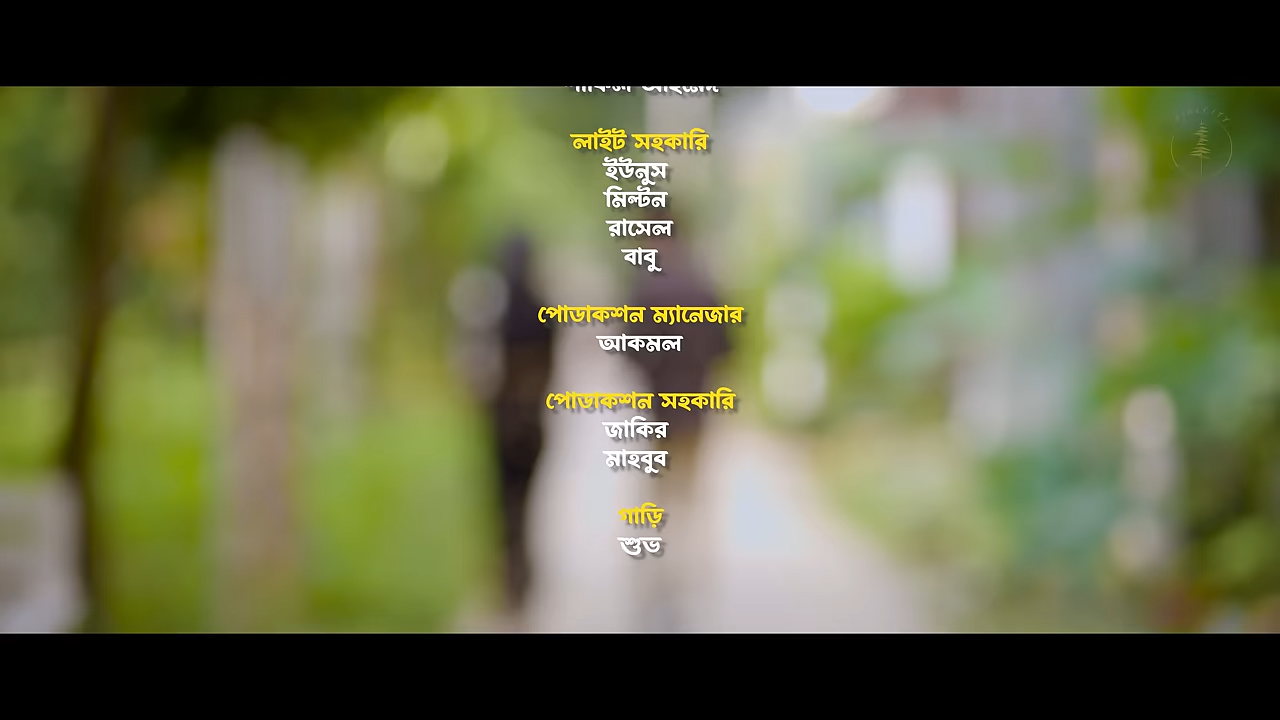 লাইট সহকারি
ইউনুস
মিল্টন
রাসেল
বাবু
পোডাকশন ম্যানেজার
আকমল
পোডাকশন সহকারি
জাকির
মাহবুব
গাড়ি
শুভ